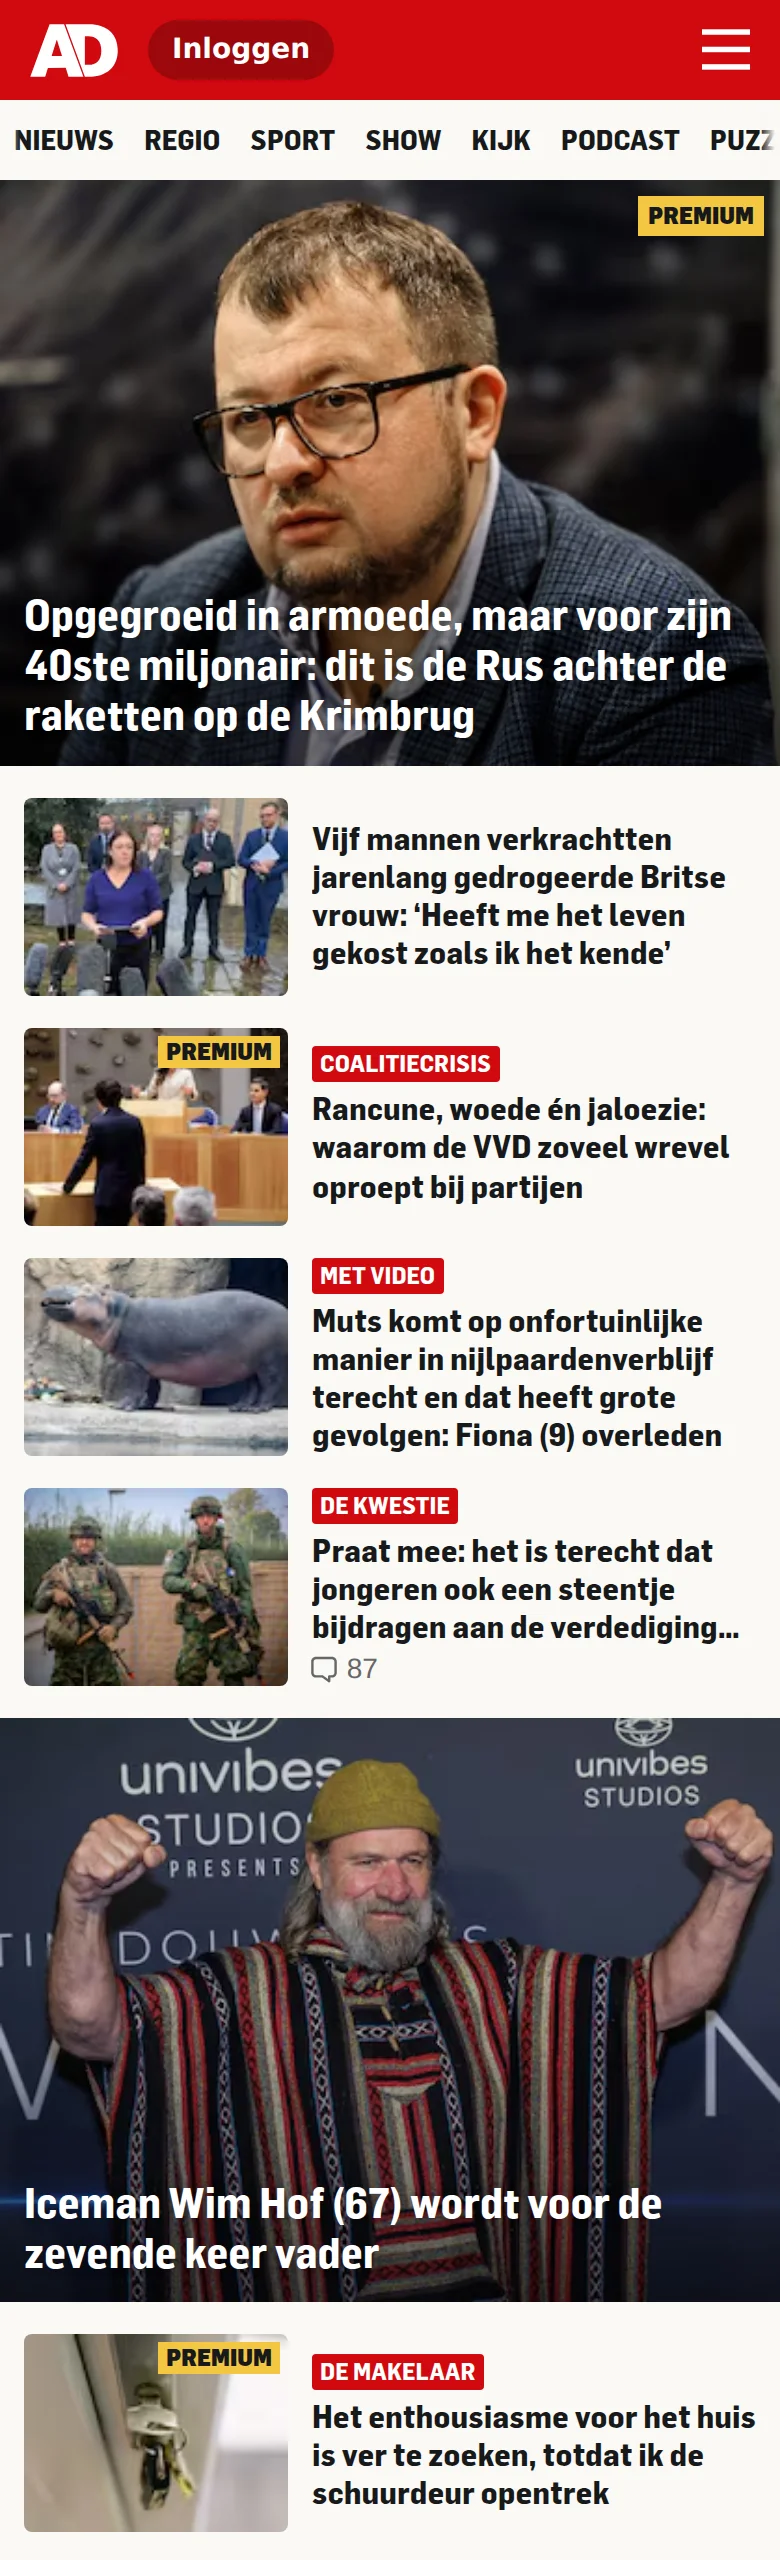 AD
Inloggen
NIEUWS REGIO SPORT SHOW KIJK PODCAST PUZZ
PREMIUM
Opgegroeid in armoede, maar voor zijn
40ste miljonair: dit is de Rus achter de
raketten op de Krimbrug
Vijf mannen verkrachtten
jarenlang gedrogeerde Britse
vrouw: ‘Heeft me het leven
gekost zoals ik het kende’
PREMIUM
COALITIECRISIS
Rancune, woede én jaloezie:
waarom de VVD zoveel wrevel
oproept bij partijen
MET VIDEO
Muts komt op onfortuinlijke
manier in nijlpaardenverblijf
terecht en dat heeft grote
gevolgen: Fiona (9) overleden
DE KWESTIE
Praat mee: het is terecht dat
jongeren ook een steentje
bijdragen aan de verdediging...
87
univibes
STUDIO
PRESENTS
univibes
STUDIOS
Iceman Wim Hof (67) wordt voor de
zevende keer vader
PREMIUM
DE MAKELAAR
Het enthousiasme voor het huis
is ver te zoeken, totdat ik de
schuurdeur opentrek